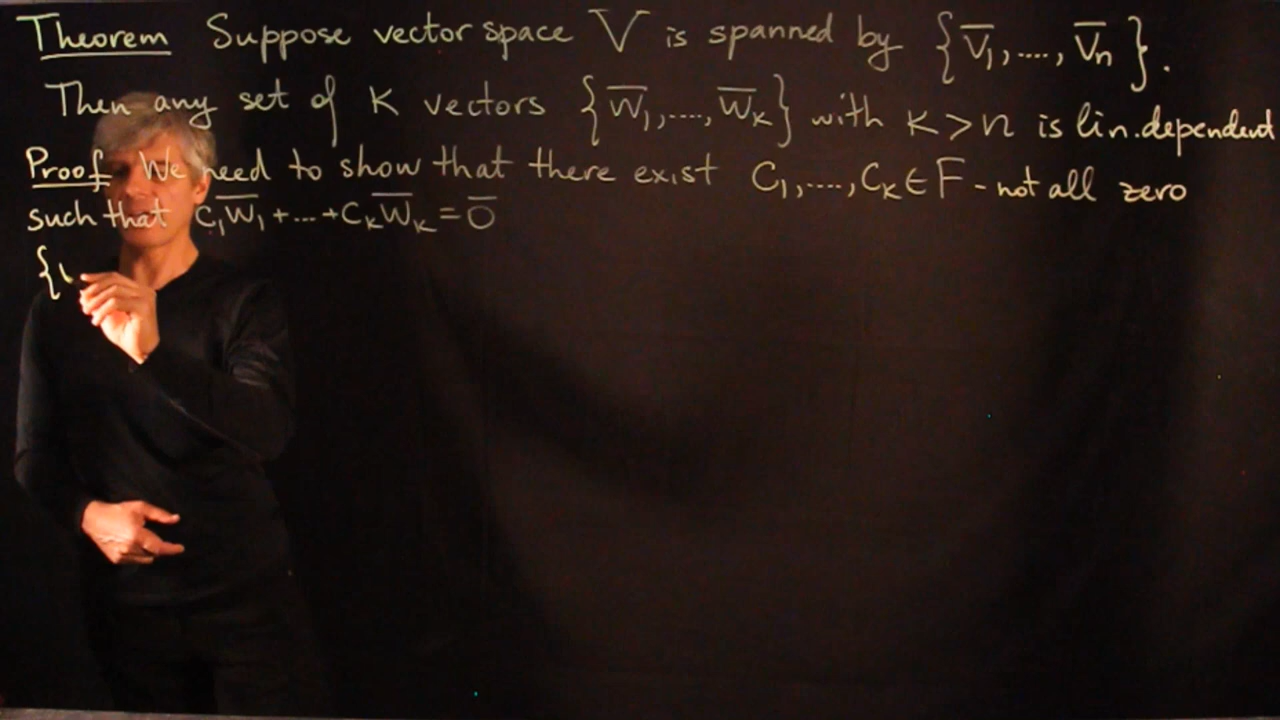 Theorem Suppose vector space V is spanned by {v̅₁,....,v̅ₙ}.
Then any set of K vectors {w̅₁,....,w̅ₖ} with K>n is lin.dependent
Proof We need to show that there exist C₁,....,Cₖ∈F - not all zero
such that c₁w̅₁+...+cₖw̅ₖ=o̅
{